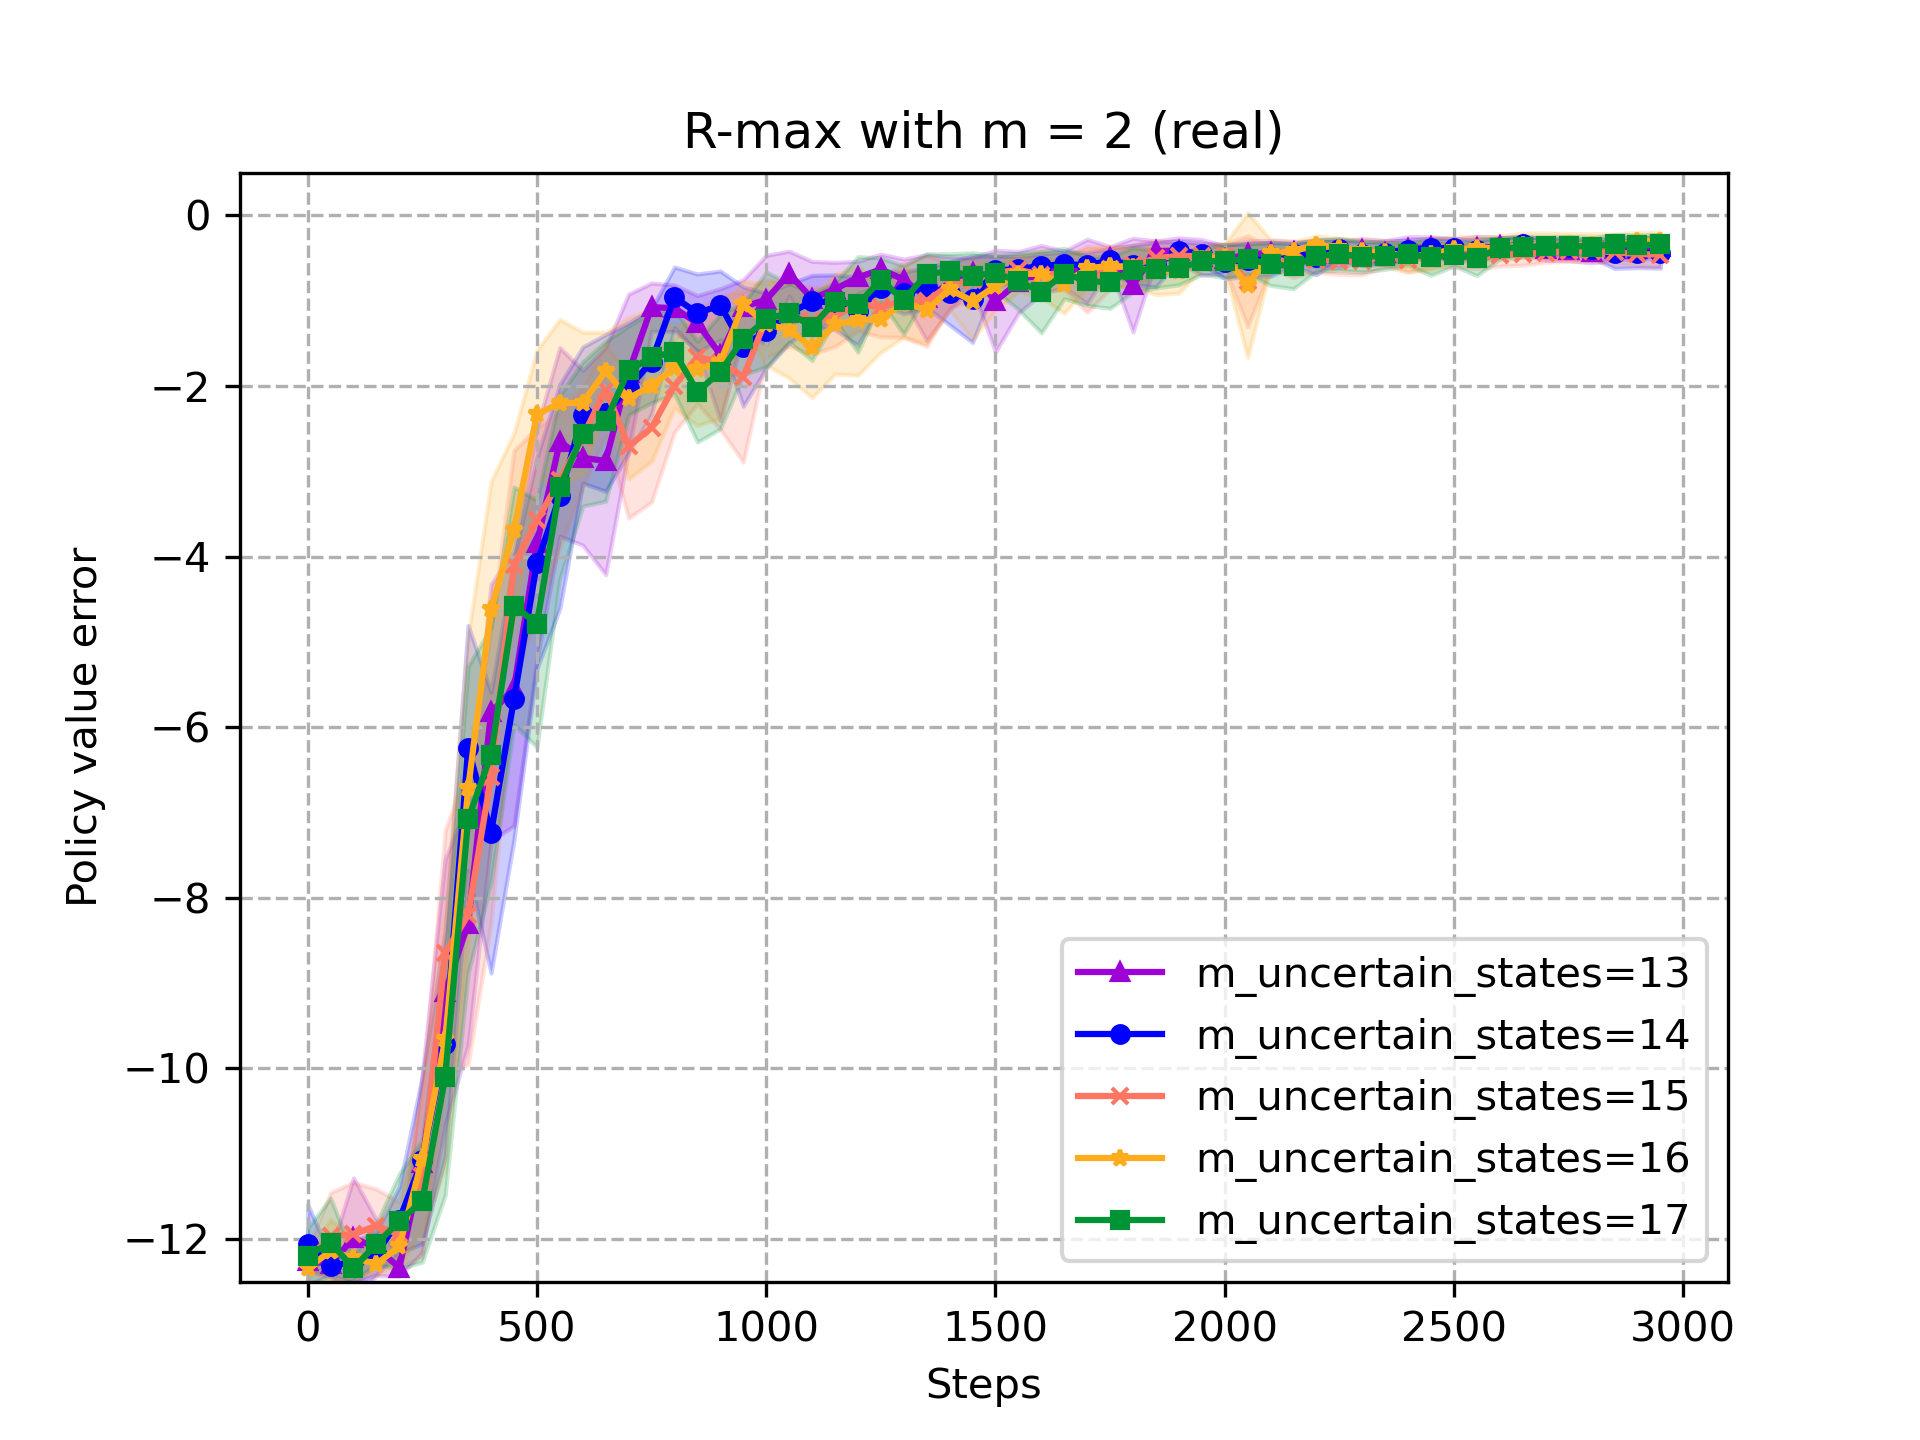 R-max with m = 2 (real)
0
−2
−4
−6
−8
−10
−12
Policy value error
m_uncertain_states=13
m_uncertain_states=14
m_uncertain_states=15
m_uncertain_states=16
m_uncertain_states=17
0 500 1000 1500 2000 2500 3000
Steps